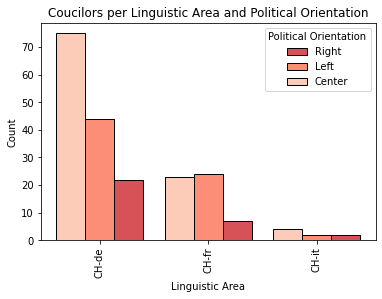 Coucilors per Linguistic Area and Political Orientation
Political Orientation
Right
Left
Center
Count
70
60
50
40
30
20
10
0
CH-de
CH-fr
CH-it
Linguistic Area